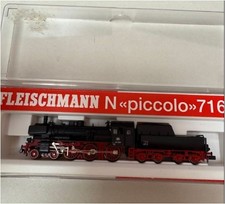 FLEISCHMANN N «piccolo» 716